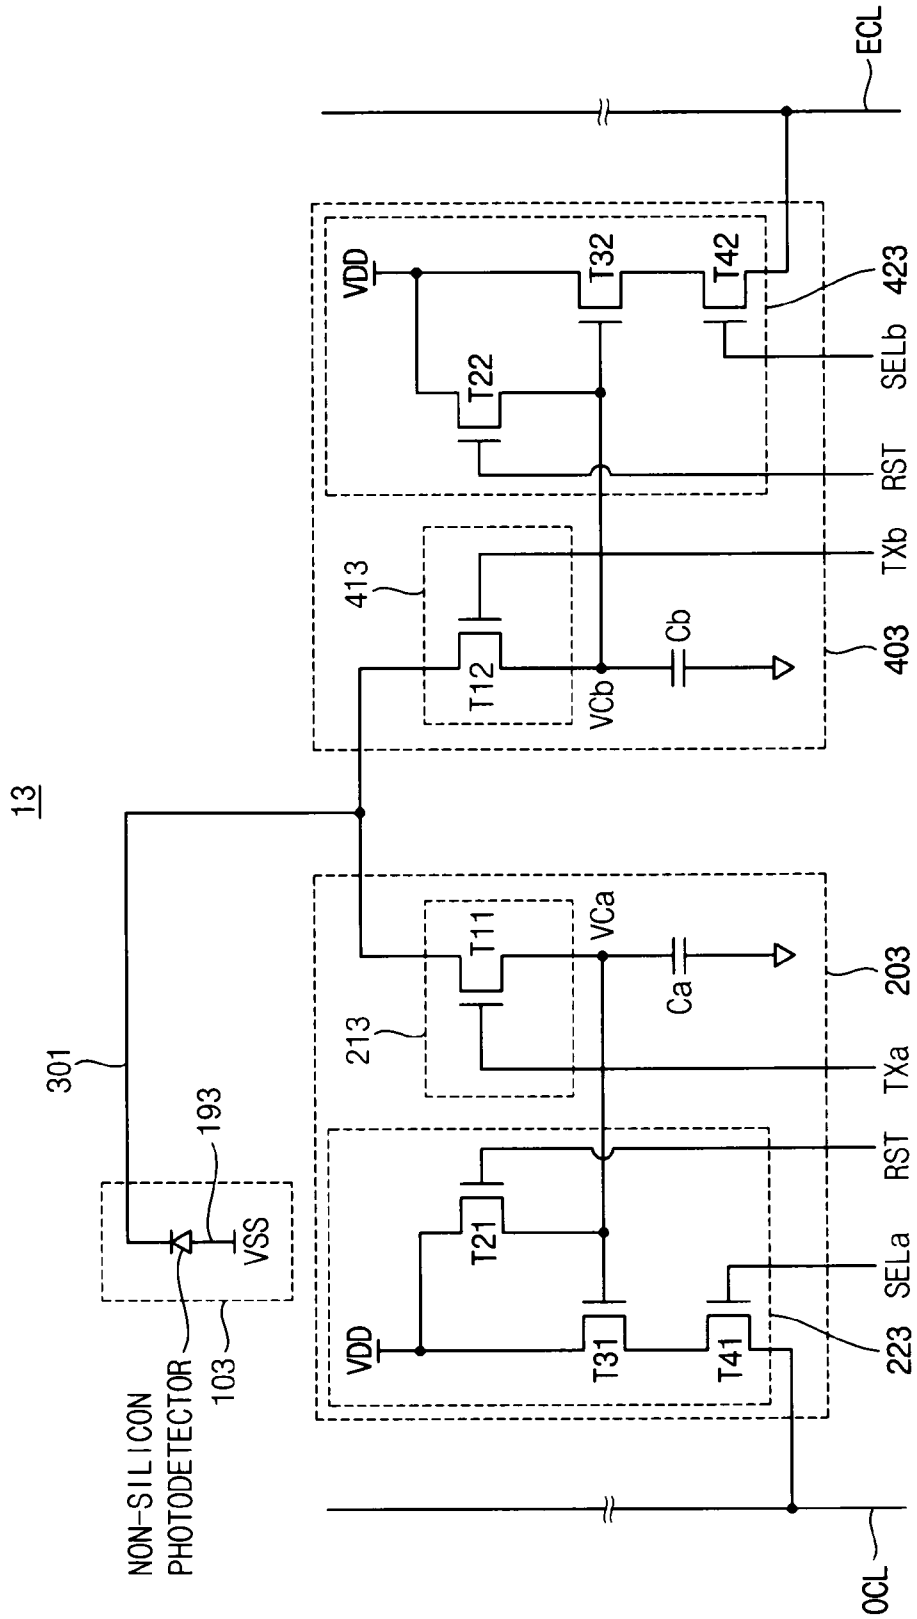 13
NON-SILICON
PHOTODETECTOR
103
193
VSS
301
VDD
T21
T31
T41
223
213
T11
VCa
Ca
203
OCL
SELa
RST
TXa
413
T12
VCb
Cb
403
VDD
T22
T32
T42
423
TXb
RST
SELb
ECL